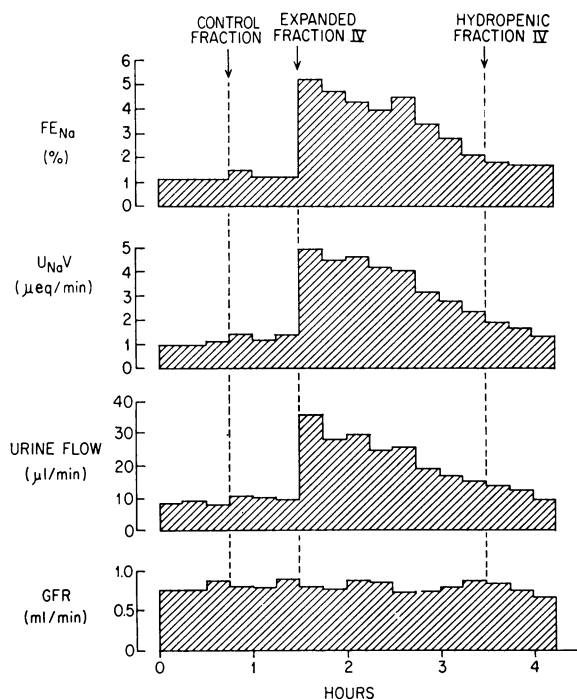 CONTROL FRACTION
EXPANDED FRACTION IV
HYDROPENIC FRACTION IV
FENa (%)
6
5
4
3
2
1
0
UNaV (μeq/min)
5
4
3
2
1
0
URINE FLOW (μl/min)
40
30
20
10
0
GFR (ml/min)
1.0
0.5
0
0 1 2 3 4
HOURS